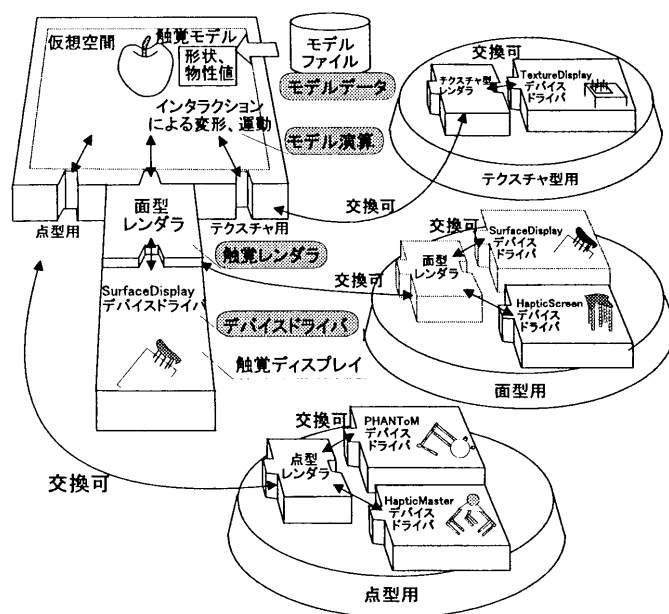 仮想空間
触覚モデル
形状、
物性値
モデル
ファイル
モデルデータ
インタラクション
による変形、運動
モデル演算
点型用
面型
レンダラ
テクスチャ用
触覚レンダラ
SurfaceDisplay
デバイスドライバ
デバイスドライバ
触覚ディスプレイ
交換可
交換可
テクスチャ型
レンダラ
TextureDisplay
デバイス
ドライバ
テクスチャ型用
交換可
交換可
交換可
面型
レンダラ
SurfaceDisplay
デバイス
ドライバ
HapticScreen
デバイス
ドライバ
面型用
交換可
交換可
点型
レンダラ
PHANToM
デバイス
ドライバ
HapticMaster
デバイス
ドライバ
点型用